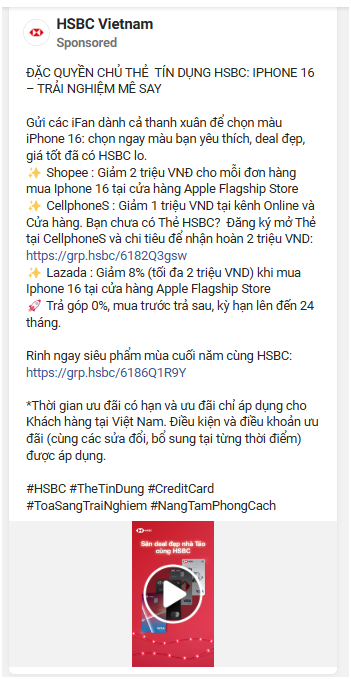 HSBC Vietnam
Sponsored
ĐẶC QUYỀN CHỦ THẺ TÍN DỤNG HSBC: IPHONE 16
– TRẢI NGHIỆM MÊ SAY
Gửi các iFan dành cả thanh xuân để chọn màu
iPhone 16: chọn ngay màu bạn yêu thích, deal đẹp,
giá tốt đã có HSBC lo.
✨ Shopee : Giảm 2 triệu VNĐ cho mỗi đơn hàng
mua Iphone 16 tại cửa hàng Apple Flagship Store
✨ CellphoneS : Giảm 1 triệu VND tại kênh Online và
Cửa hàng. Bạn chưa có Thẻ HSBC? Đăng ký mở Thẻ
tại CellphoneS và chi tiêu để nhận hoàn 2 triệu VND:
https://grp.hsbc/6182Q3gsw
✨ Lazada : Giảm 8% (tối đa 2 triệu VND) khi mua
Iphone 16 tại cửa hàng Apple Flagship Store
🚀 Trả góp 0%, mua trước trả sau, kỳ hạn lên đến 24
tháng.
Rinh ngay siêu phẩm mùa cuối năm cùng HSBC:
https://grp.hsbc/6186Q1R9Y
*Thời gian ưu đãi có hạn và ưu đãi chỉ áp dụng cho
Khách hàng tại Việt Nam. Điều kiện và điều khoản ưu
đãi (cùng các sửa đổi, bổ sung tại từng thời điểm)
được áp dụng.
#HSBC #TheTinDung #CreditCard
#ToaSangTraiNghiem #NangTamPhongCach
HSBC
Săn deal đẹp nhà Táo
cùng HSBC